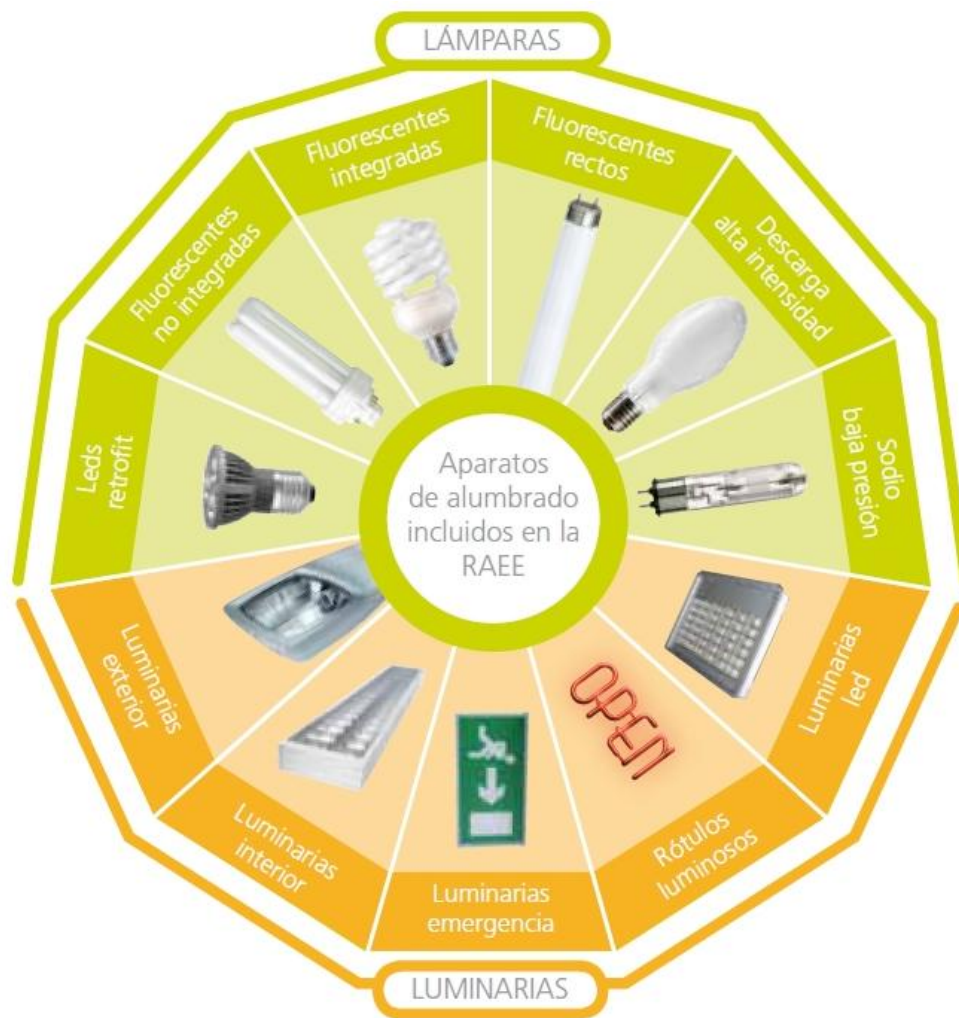 LÁMPARAS
Fluorescentes
integradas
Fluorescentes
rectos
Descarga
alta intensidad
Sodio
baja presión
Fluorescentes
no integradas
Leds
retrofit
Aparatos
de alumbrado
incluidos en la
RAEE
Luminarias
exterior
Luminarias
interior
Luminarias
emergencia
OPEN
Rótulos
luminosos
Luminarias
led
LUMINARIAS